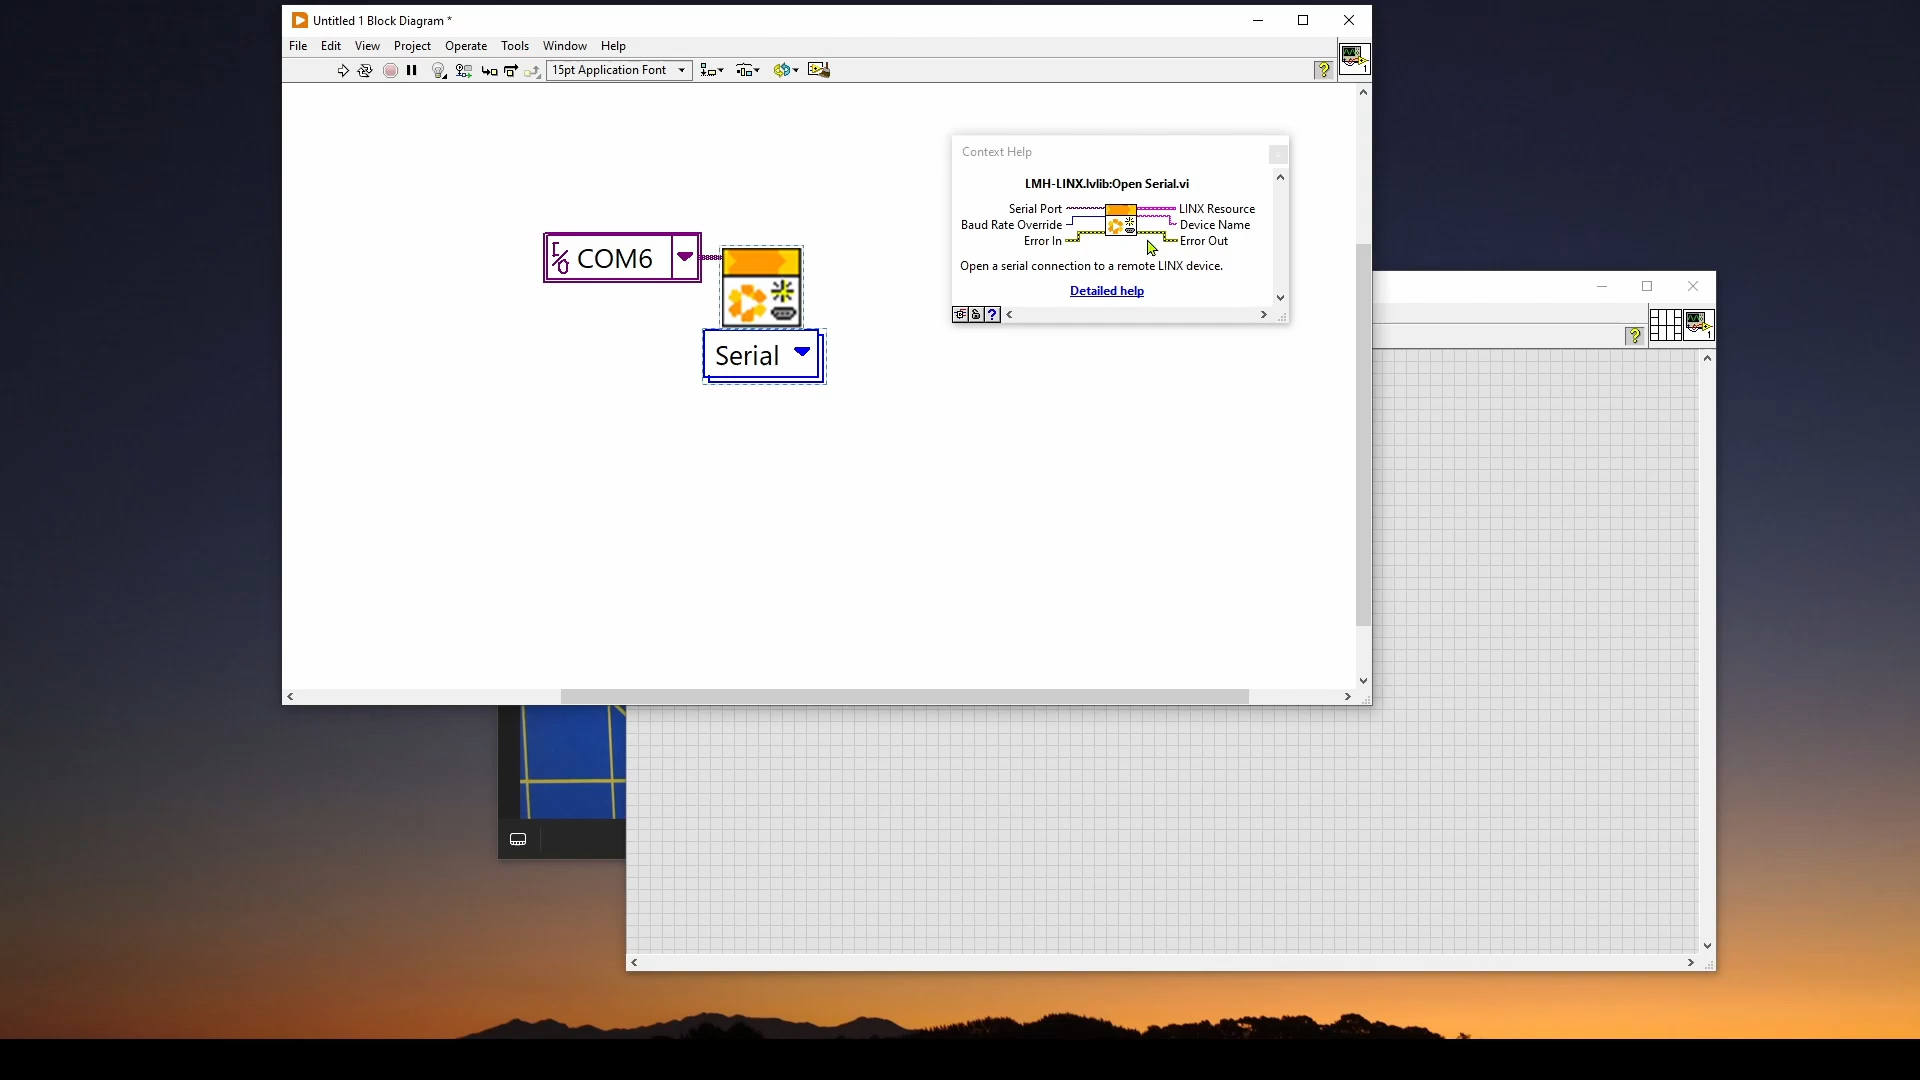 Untitled 1 Block Diagram *
File Edit View Project Operate Tools Window Help
15pt Application Font
1
COM6
Serial
Context Help
LMH-LINX.lvlib:Open Serial.vi
Serial Port LINX Resource
Baud Rate Override Device Name
Error In Error Out
Open a serial connection to a remote LINX device.
Detailed help
1